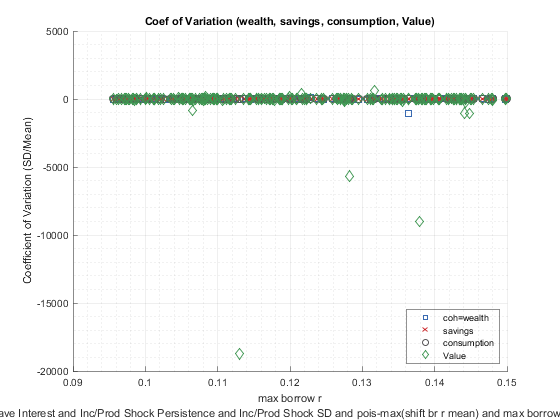 Coef of Variation (wealth, savings, consumption, Value)
5000
0
-5000
-10000
-15000
-20000
Coefficient of Variation (SD/Mean)
coh=wealth
savings
consumption
Value
0.09
0.1
0.11
0.12
0.13
0.14
0.15
max borrow r
ave Interest and Inc/Prod Shock Persistence and Inc/Prod Shock SD and pois-max(shift br r mean) and max borrow